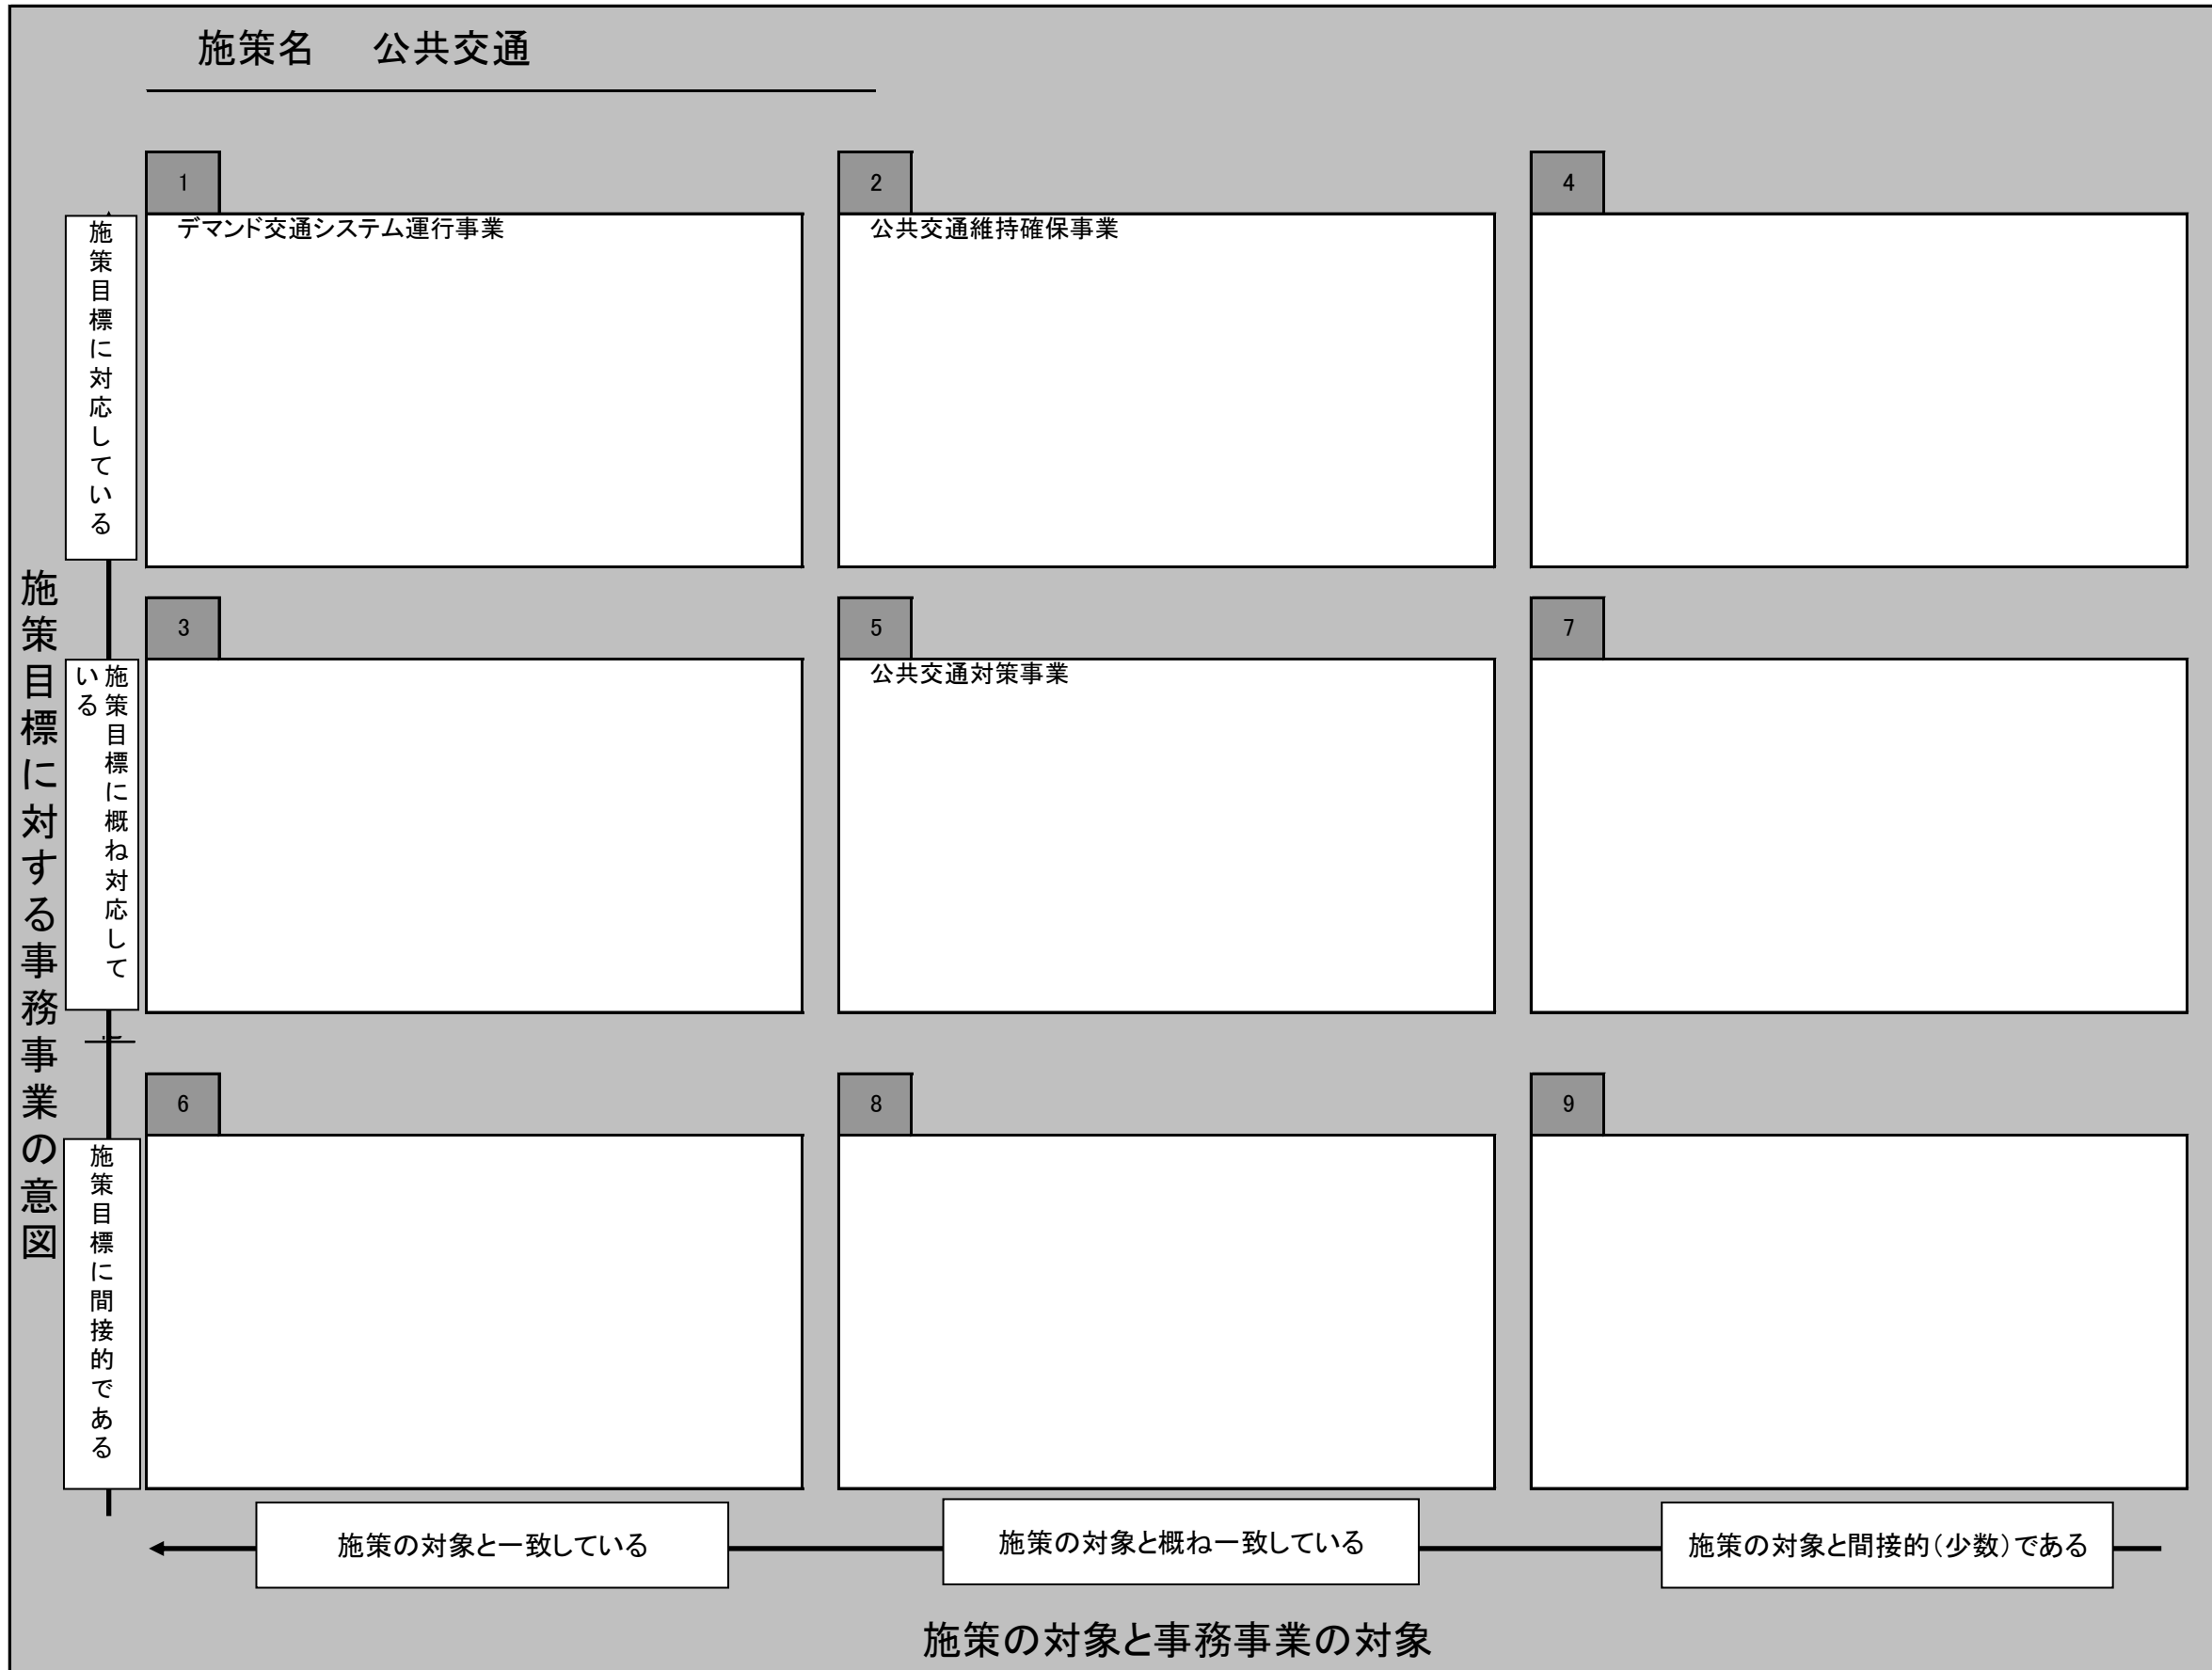 施策名 公共交通
1
デマンド交通システム運行事業
2
公共交通維持確保事業
4
施策目標に対応している
3
5
公共交通対策事業
7
施策目標に概ね対応して
いる
施策目標に対する事務事業の意図
6
8
9
施策目標に間接的である
施策の対象と一致している
施策の対象と概ね一致している
施策の対象と間接的（少数）である
施策の対象と事務事業の対象